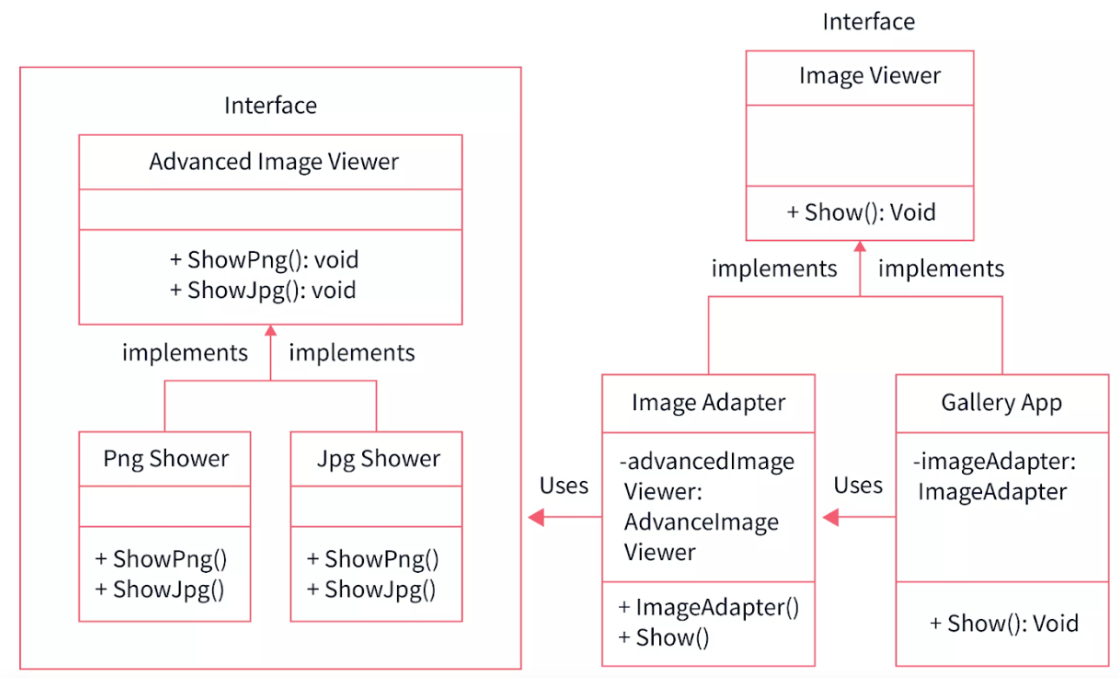 Interface
Advanced Image Viewer
+ ShowPng(): void
+ ShowJpg(): void
implements
implements
Png Shower
+ ShowPng()
+ ShowJpg()
Jpg Shower
+ ShowPng()
+ ShowJpg()
Interface
Image Viewer
+ Show(): Void
implements
implements
Uses
Image Adapter
-advancedImage
Viewer:
AdvanceImage
Viewer
+ ImageAdapter()
+ Show()
Uses
Gallery App
-imageAdapter:
ImageAdapter
+ Show(): Void